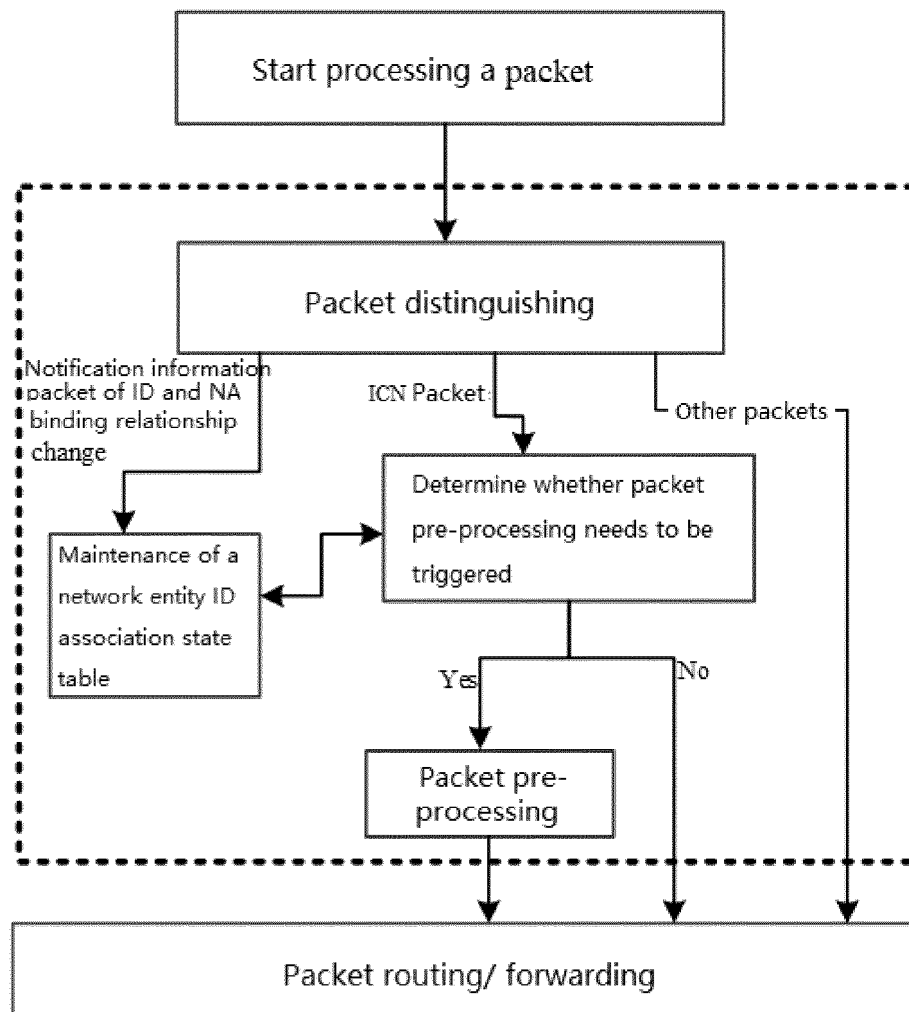 Start processing a packet
Packet distinguishing
Notification information
packet of ID and NA
binding relationship
change
ICN Packet:
Other packets
Determine whether packet
pre-processing needs to be
triggered
Maintenance of a
network entity ID
association state
table
Yes
No
Packet pre-
processing
Packet routing/ forwarding